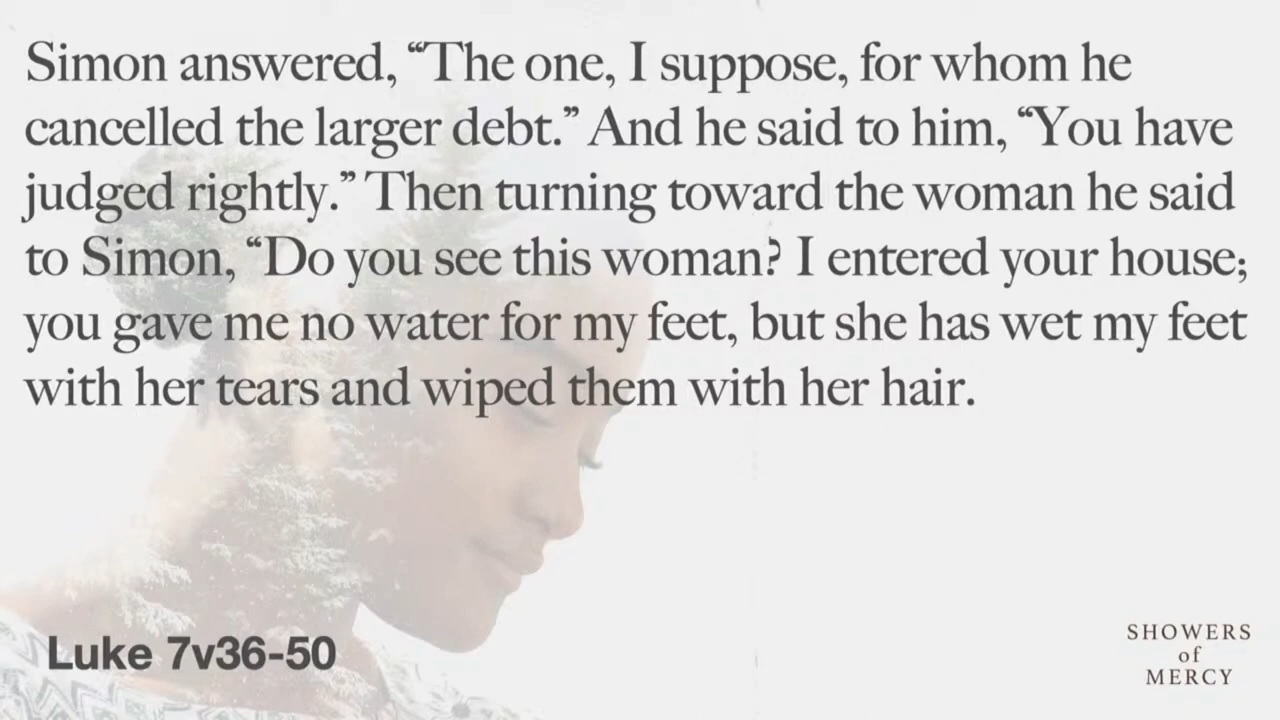 Simon answered, “The one, I suppose, for whom he
cancelled the larger debt.” And he said to him, “You have
judged rightly.” Then turning toward the woman he said
to Simon, “Do you see this woman? I entered your house;
you gave me no water for my feet, but she has wet my feet
with her tears and wiped them with her hair.
Luke 7v36-50
SHOWERS
of
MERCY